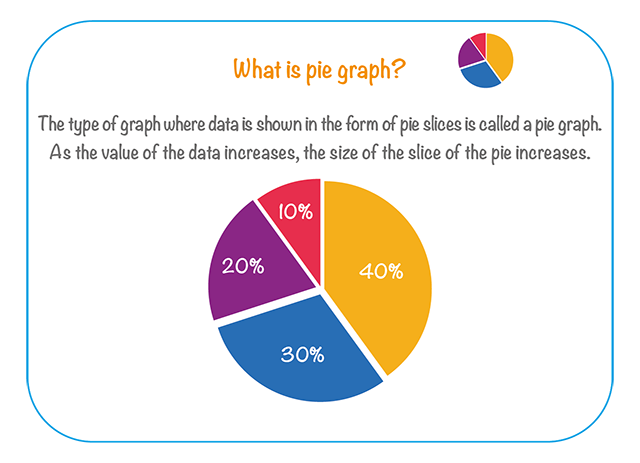 What is pie graph?
The type of graph where data is shown in the form of pie slices is called a pie graph.
As the value of the data increases, the size of the slice of the pie increases.
10%
40%
20%
30%